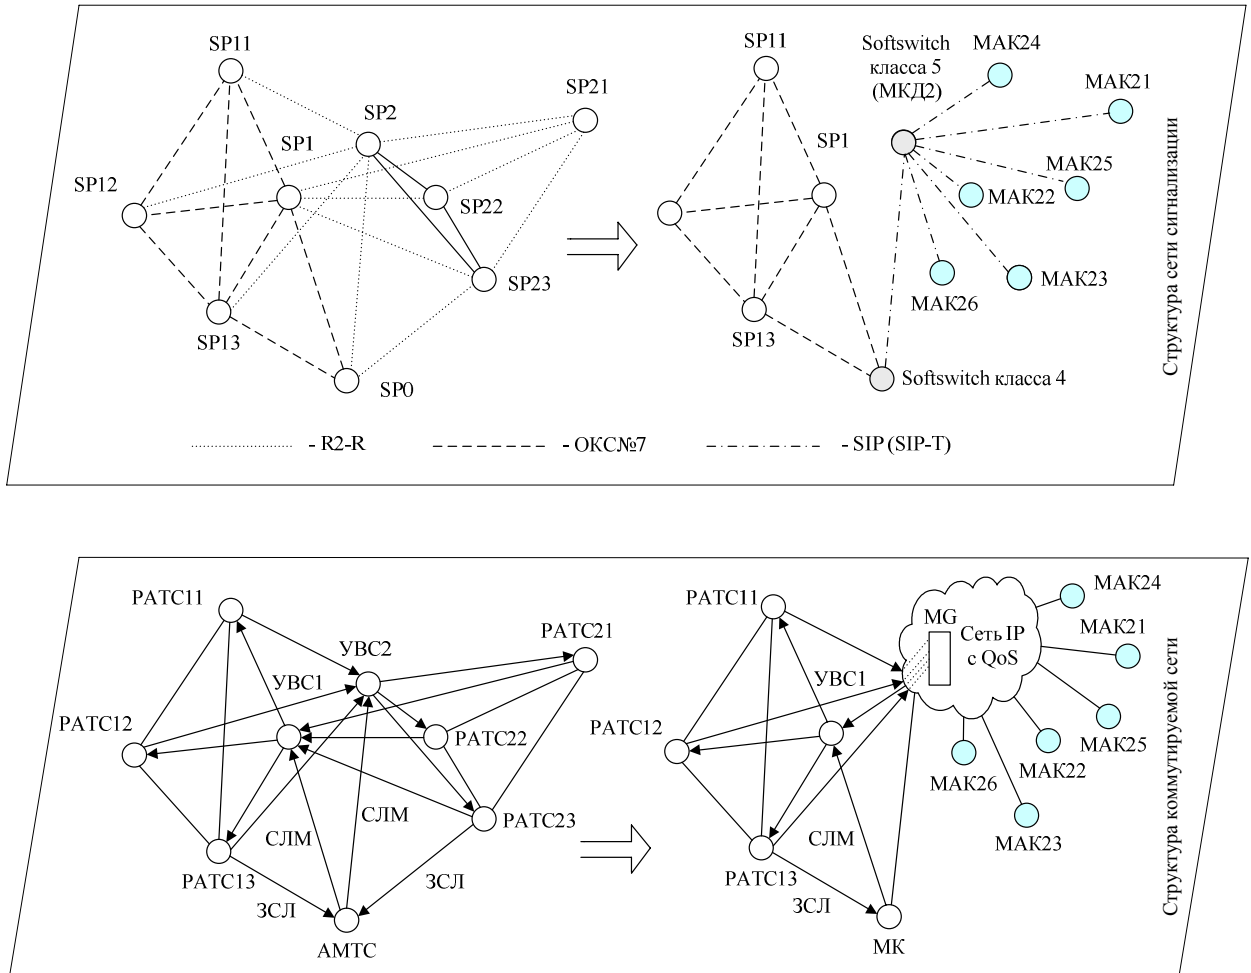 SP11
SP2
SP21
SP1
SP12
SP22
SP23
SP13
SP0
SP11
Softswitch
класса 5
(МКД2)
МАК24
МАК21
SP1
МАК25
МАК22
МАК23
МАК26
SP13
Softswitch класса 4
Структура сети сигнализации
- R2-R
- ОКС№7
- SIP (SIP-T)
РАТС11
УВС2
РАТС21
УВС1
РАТС12
РАТС22
РАТС23
СЛМ
СЛМ
РАТС13
ЗСЛ
ЗСЛ
АМТС
РАТС11
MG
Сеть IP
с QoS
МАК24
МАК21
УВС1
РАТС12
МАК25
МАК22
МАК26
МАК23
СЛМ
РАТС13
ЗСЛ
МК
Структура коммутируемой сети